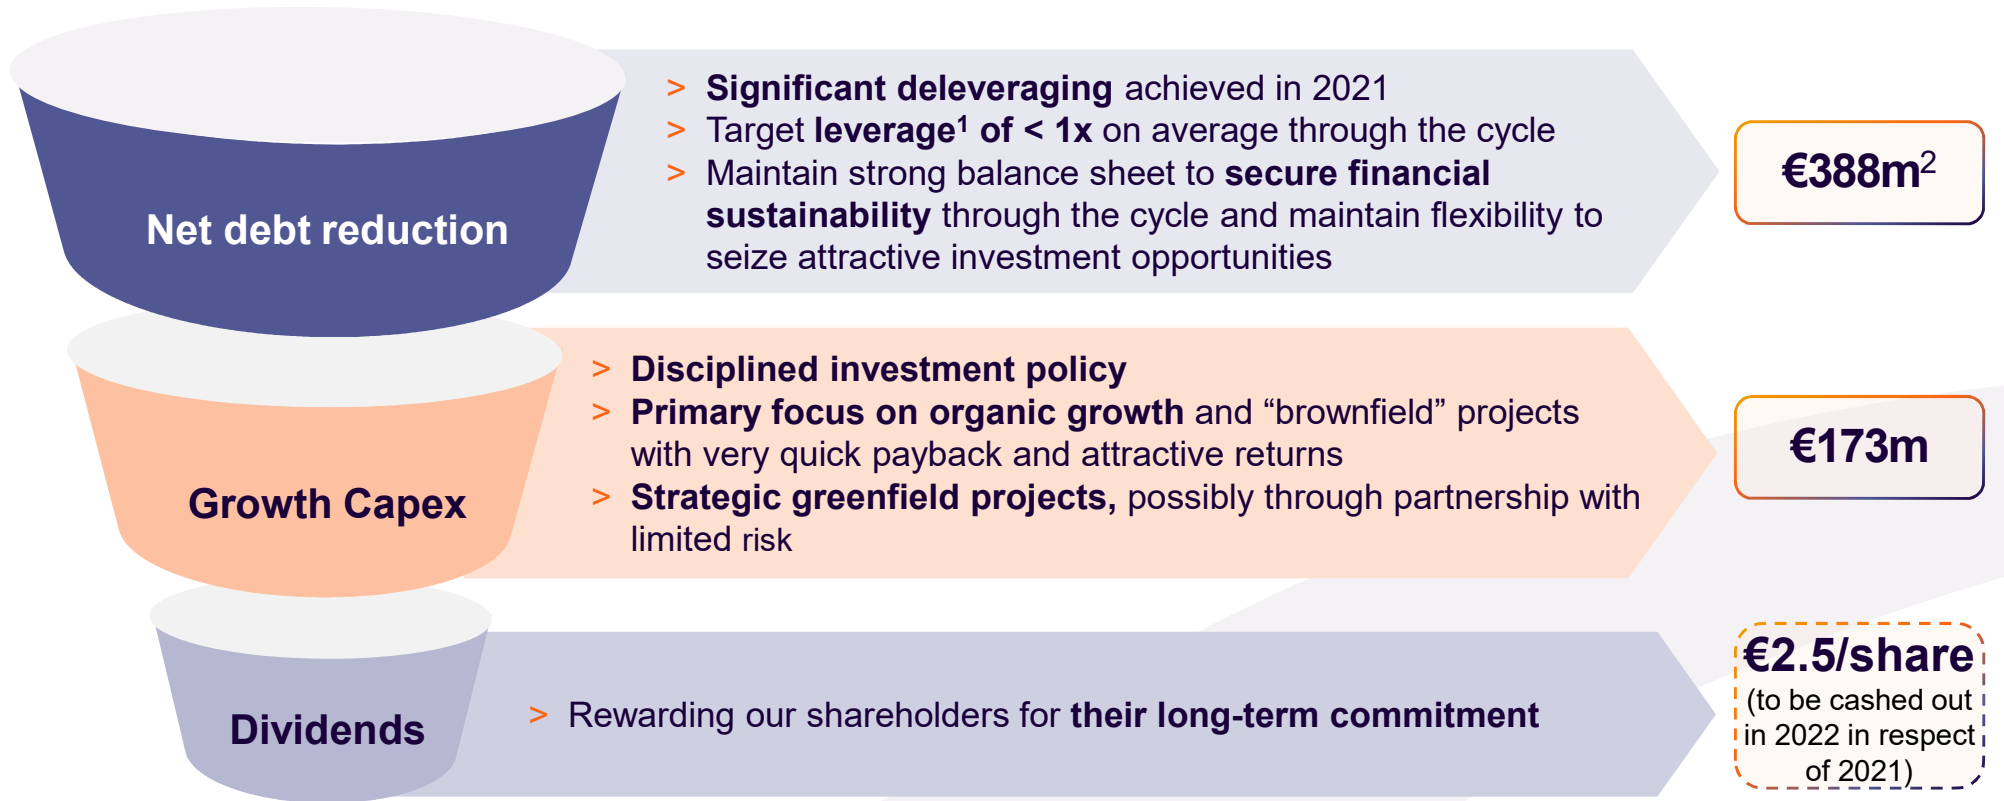 Net debt reduction
> Significant deleveraging achieved in 2021
> Target leverage¹ of < 1x on average through the cycle
> Maintain strong balance sheet to secure financial
sustainability through the cycle and maintain flexibility to
seize attractive investment opportunities
€388m²
Growth Capex
> Disciplined investment policy
> Primary focus on organic growth and “brownfield” projects
with very quick payback and attractive returns
> Strategic greenfield projects, possibly through partnership with
limited risk
€173m
Dividends
> Rewarding our shareholders for their long-term commitment
€2.5/share
(to be cashed out
in 2022 in respect
of 2021)